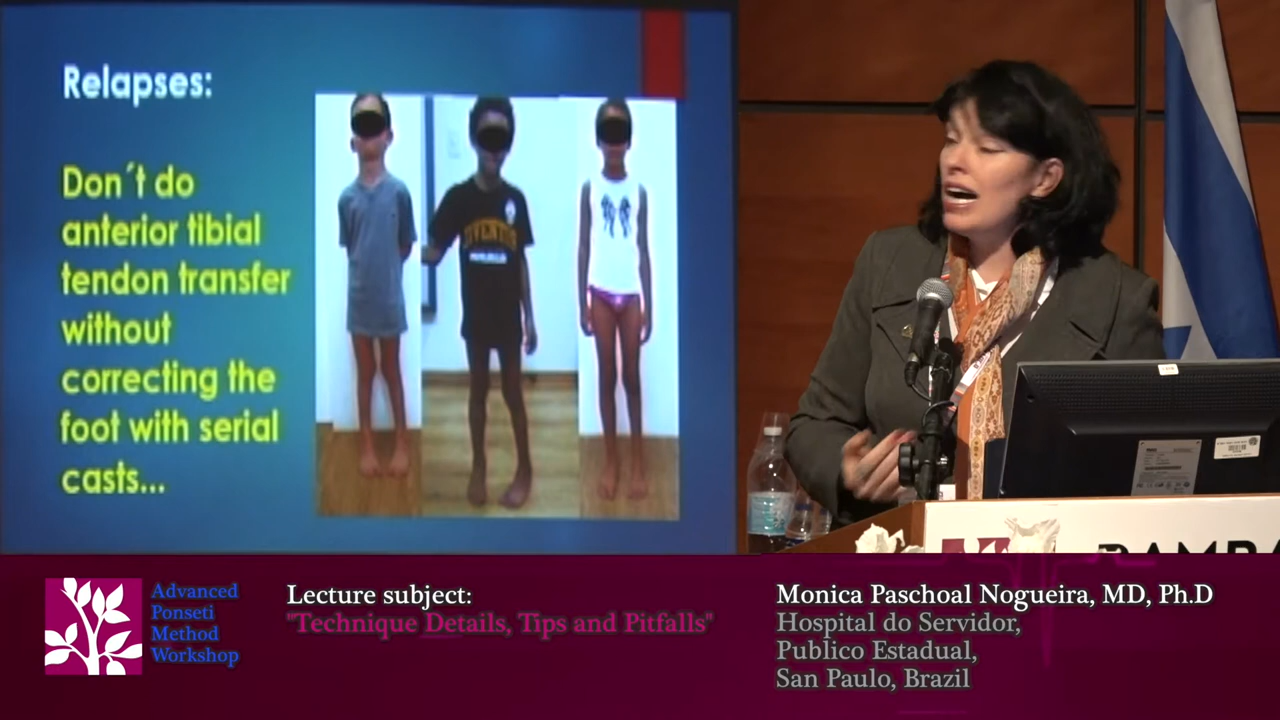 Relapses:
Don´t do
anterior tibial
tendon transfer
without
correcting the
foot with serial
casts...
Advanced
Ponseti
Method
Workshop
Lecture subject:
"Technique Details, Tips and Pitfalls"
Monica Paschoal Nogueira, MD, Ph.D
Hospital do Servidor,
Publico Estadual,
San Paulo, Brazil